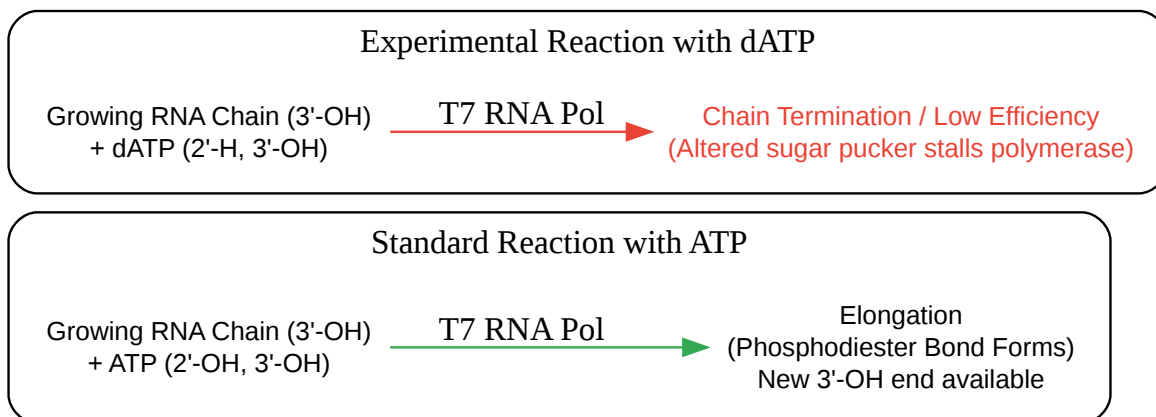 Experimental Reaction with dATP
Growing RNA Chain (3'-OH)
+ dATP (2'-H, 3'-OH)
T7 RNA Pol
Chain Termination / Low Efficiency
(Altered sugar pucker stalls polymerase)
Standard Reaction with ATP
Growing RNA Chain (3'-OH)
+ ATP (2'-OH, 3'-OH)
T7 RNA Pol
Elongation
(Phosphodiester Bond Forms)
New 3'-OH end available